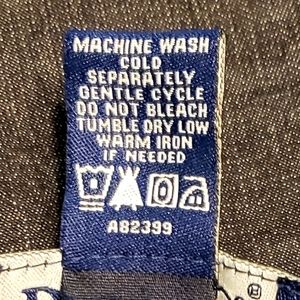 MACHINE WASH
COLD
SEPARATELY
GENTLE CYCLE
DO NOT BLEACH
TUMBLE DRY LOW
WARM IRON
IF NEEDED
A82399
®